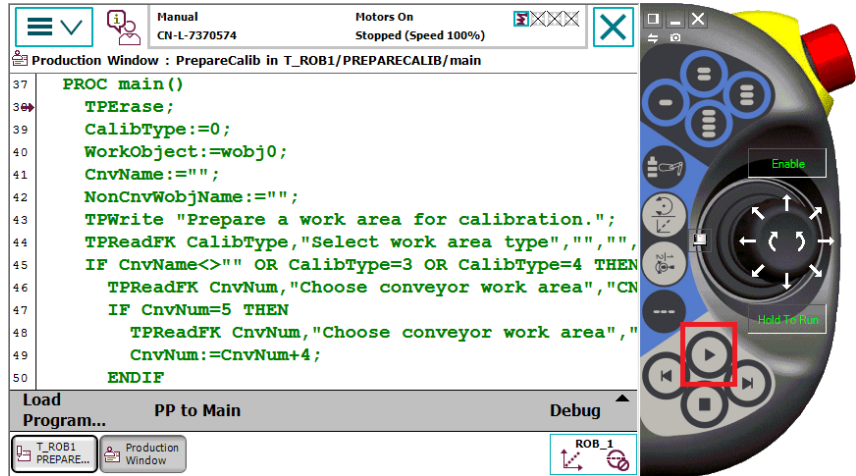 Manual
CN-L-7370574
Motors On
Stopped (Speed 100%)
Production Window : PrepareCalib in T_ROB1/PREPARECALIB/main
37 PROC main()
38 TPErase;
39 CalibType:=0;
40 WorkObject:=wobj0;
41 CnvName:="";
42 NonCnvWobjName:="";
43 TPWrite "Prepare a work area for calibration.";
44 TPReadFK CalibType,"Select work area type","","",
45 IF CnvName<>"" OR CalibType=3 OR CalibType=4 THEN
46 TPReadFK CnvNum,"Choose conveyor work area","CN
47 IF CnvNum=5 THEN
48 TPReadFK CnvNum,"Choose conveyor work area","
49 CnvNum:=CnvNum+4;
50 ENDIF
Load Program...
PP to Main
Debug
T_ROB1
PREPARE...
Production
Window
ROB_1
Enable
Hold To Run